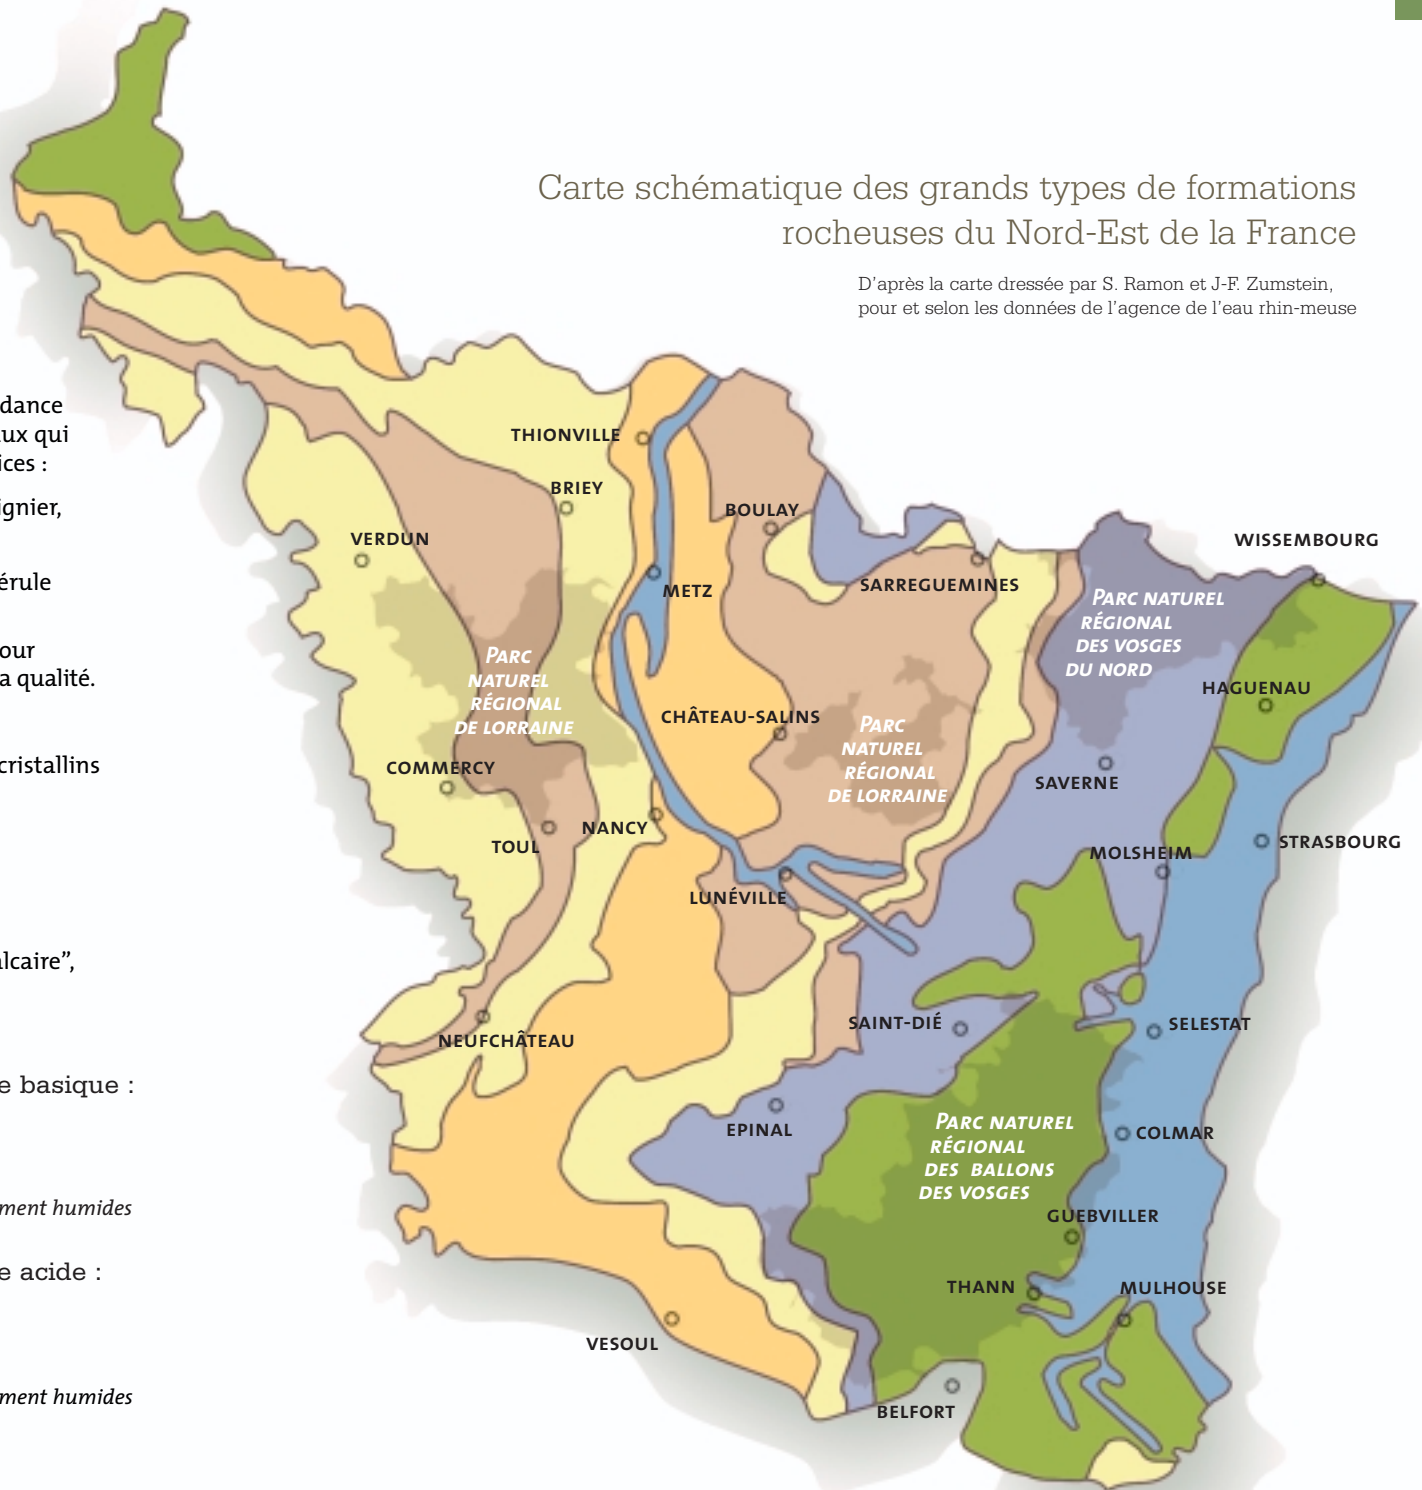 Carte schématique des grands types de formations
rocheuses du Nord-Est de la France
D'après la carte dressée par S. Ramon et J-F. Zumstein,
pour et selon les données de l'agence de l'eau rhin-meuse
dance
ux qui
ices :
ignier,
érule
our
a qualité.
cristallins
alcaire”,
e basique :
ment humides
e acide :
ment humides
THIONVILLE
BRIEY
VERDUN
BOULAY
METZ
SARREGUEMINES
WISSEMBOURG
PARC NATUREL
RÉGIONAL
DES VOSGES
DU NORD
HAGUENAU
PARC
NATUREL
RÉGIONAL
DE LORRAINE
CHÂTEAU-SALINS
PARC
NATUREL
RÉGIONAL
DE LORRAINE
COMMERCY
SAVERNE
TOUL
NANCY
STRASBOURG
MOLSHEIM
LUNÉVILLE
NEUFCHÂTEAU
SAINT-DIÉ
SELESTAT
EPINAL
PARC NATUREL
RÉGIONAL
DES BALLONS
DES VOSGES
COLMAR
GUEBVILLER
THANN
MULHOUSE
VESOUL
BELFORT